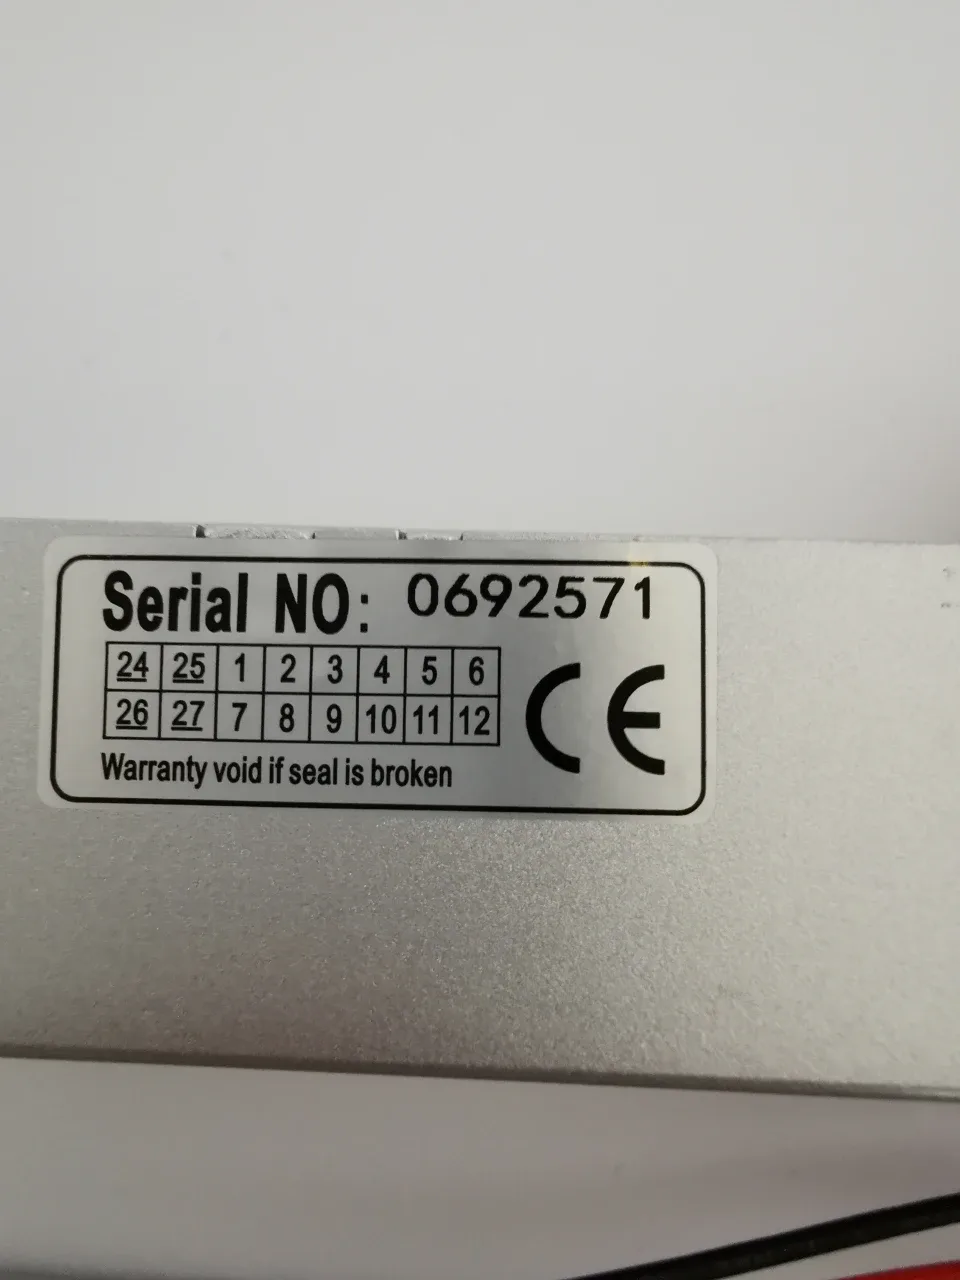 Serial NO: 0692571
24 25 1 2 3 4 5 6
26 27 7 8 9 10 11 12
CE
Warranty void if seal is broken